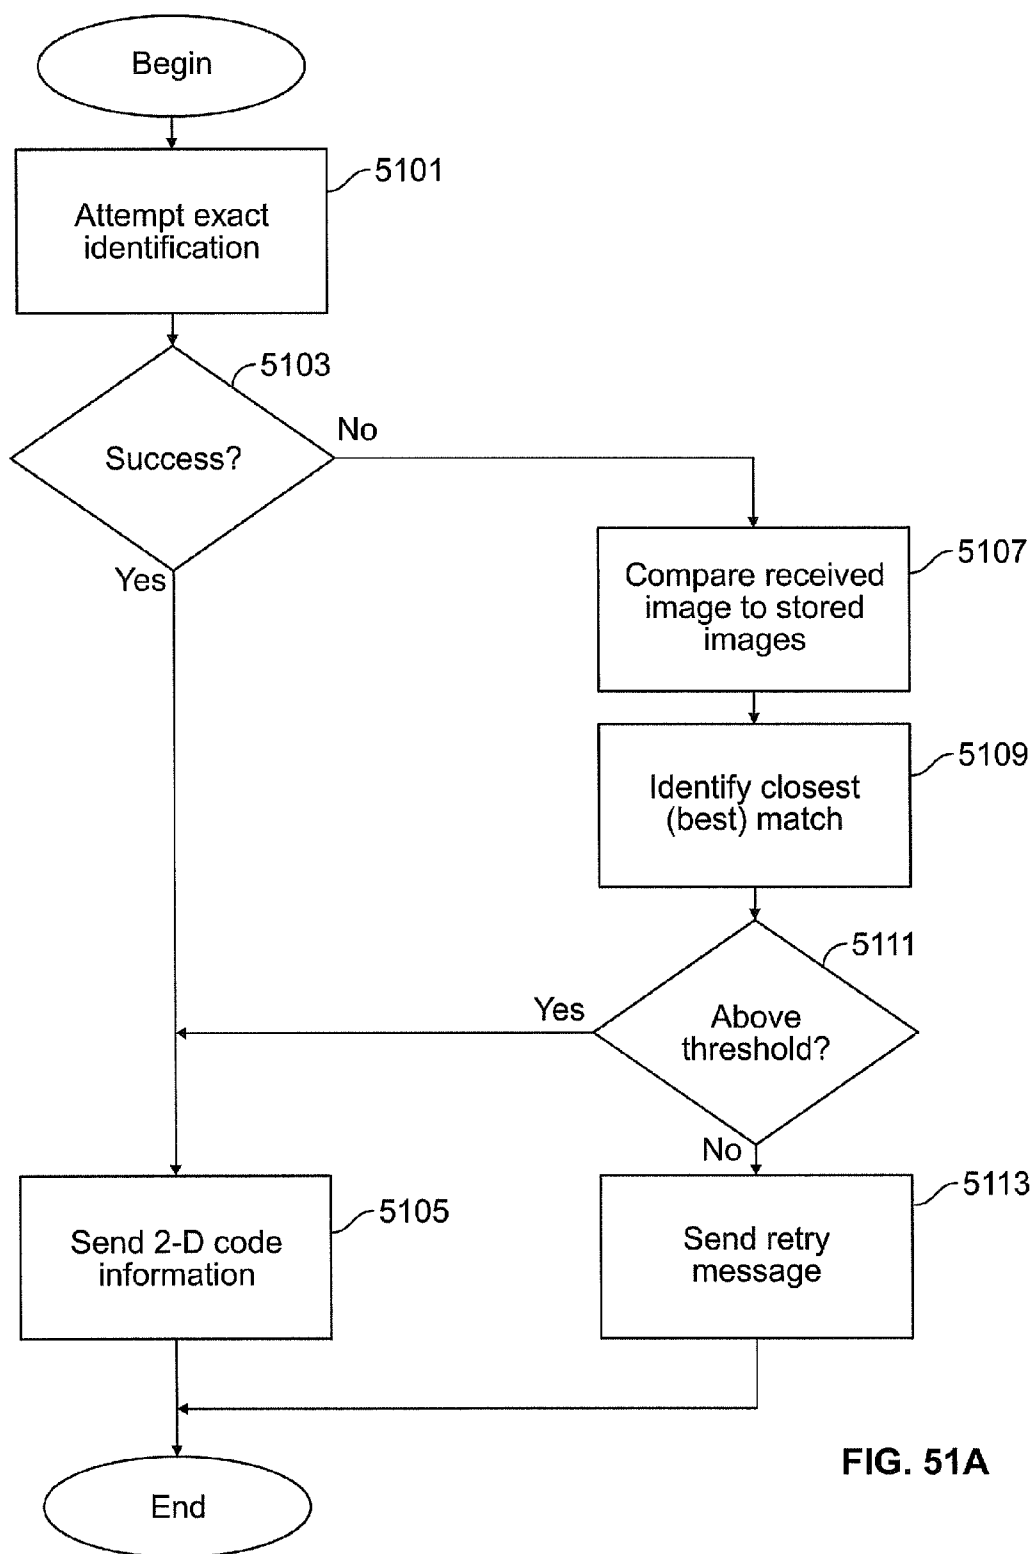 Begin
5101
Attempt exact
identification
5103
Success?
No
Yes
5107
Compare received
image to stored
images
5109
Identify closest
(best) match
5111
Above
threshold?
Yes
No
5105
Send 2-D code
information
5113
Send retry
message
End
FIG. 51A